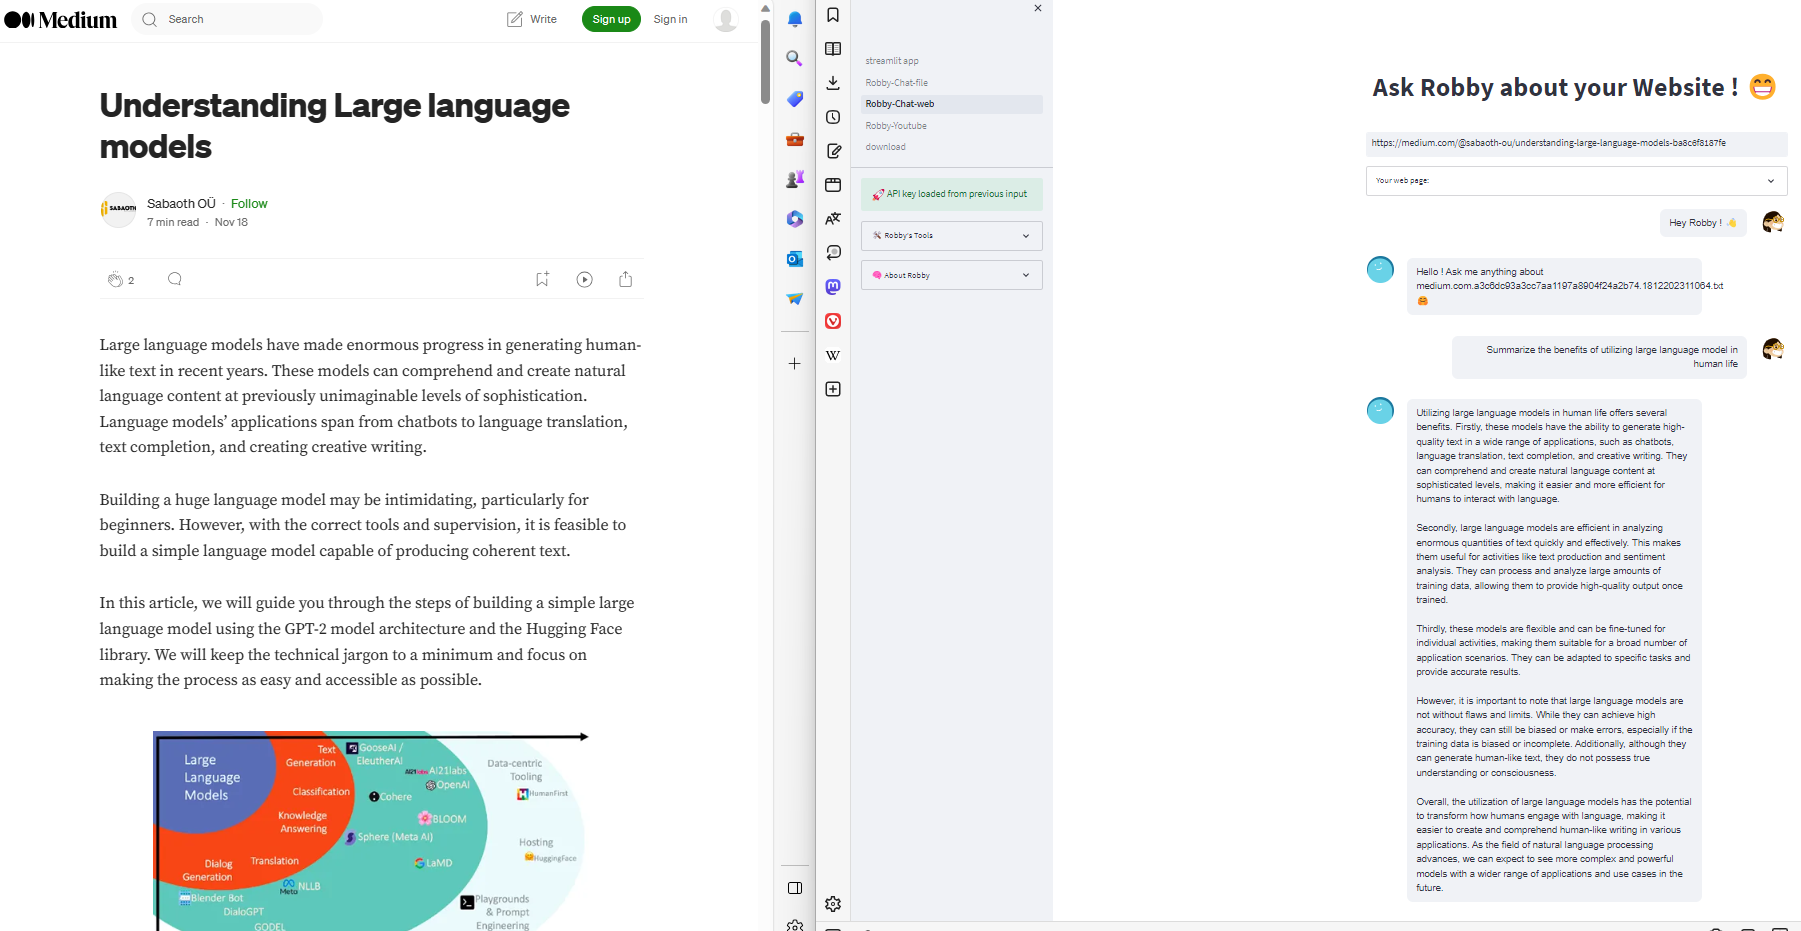 Medium
Search
Write
Sign up
Sign in
Understanding Large language
models
SABAOTH
Sabaoth OÜ · Follow
7 min read · Nov 18
2
Large language models have made enormous progress in generating human-
like text in recent years. These models can comprehend and create natural
language content at previously unimaginable levels of sophistication.
Language models’ applications span from chatbots to language translation,
text completion, and creating creative writing.
Building a huge language model may be intimidating, particularly for
beginners. However, with the correct tools and supervision, it is feasible to
build a simple language model capable of producing coherent text.
In this article, we will guide you through the steps of building a simple large
language model using the GPT-2 model architecture and the Hugging Face
library. We will keep the technical jargon to a minimum and focus on
making the process as easy and accessible as possible.
Large
Language
Models
Text
Generation
Classification
Knowledge
Answering
Translation
Dialog
Generation
GooseAI /
EleutherAI
AI21labs
OpenAI
Cohere
BLOOM
Sphere (Meta AI)
LaMD
Meta
NLLB
Blender Bot
DialoGPT
GODEL
Data-centric
Tooling
HumanFirst
Hosting
HuggingFace
Playgrounds
& Prompt
Engineering
W
streamlit app
Robby-Chat-file
Robby-Chat-web
Robby-Youtube
download
🚀 API key loaded from previous input
🛠️ Robby's Tools
🧠 About Robby
Ask Robby about your Website ! 😁
https://medium.com/@sabaoth-ou/understanding-large-language-models-ba8c6f8187fe
Your web page:
Hey Robby ! 👋
Hello ! Ask me anything about
medium.com.a3c6dc93a3cc7aa1197a8904f24a2b74.1812202311064.txt
🤗
Summarize the benefits of utilizing large language model in
human life
Utilizing large language models in human life offers several
benefits. Firstly, these models have the ability to generate high-
quality text in a wide range of applications, such as chatbots,
language translation, text completion, and creative writing. They
can comprehend and create natural language content at
sophisticated levels, making it easier and more efficient for
humans to interact with language.
Secondly, large language models are efficient in analyzing
enormous quantities of text quickly and effectively. This makes
them useful for activities like text production and sentiment
analysis. They can process and analyze large amounts of
training data, allowing them to provide high-quality output once
trained.
Thirdly, these models are flexible and can be fine-tuned for
individual activities, making them suitable for a broad number of
application scenarios. They can be adapted to specific tasks and
provide accurate results.
However, it is important to note that large language models are
not without flaws and limits. While they can achieve high
accuracy, they can still be biased or make errors, especially if the
training data is biased or incomplete. Additionally, although they
can generate human-like text, they do not possess true
understanding or consciousness.
Overall, the utilization of large language models has the potential
to transform how humans engage with language, making it
easier to create and comprehend human-like writing in various
applications. As the field of natural language processing
advances, we can expect to see more complex and powerful
models with a wider range of applications and use cases in the
future.